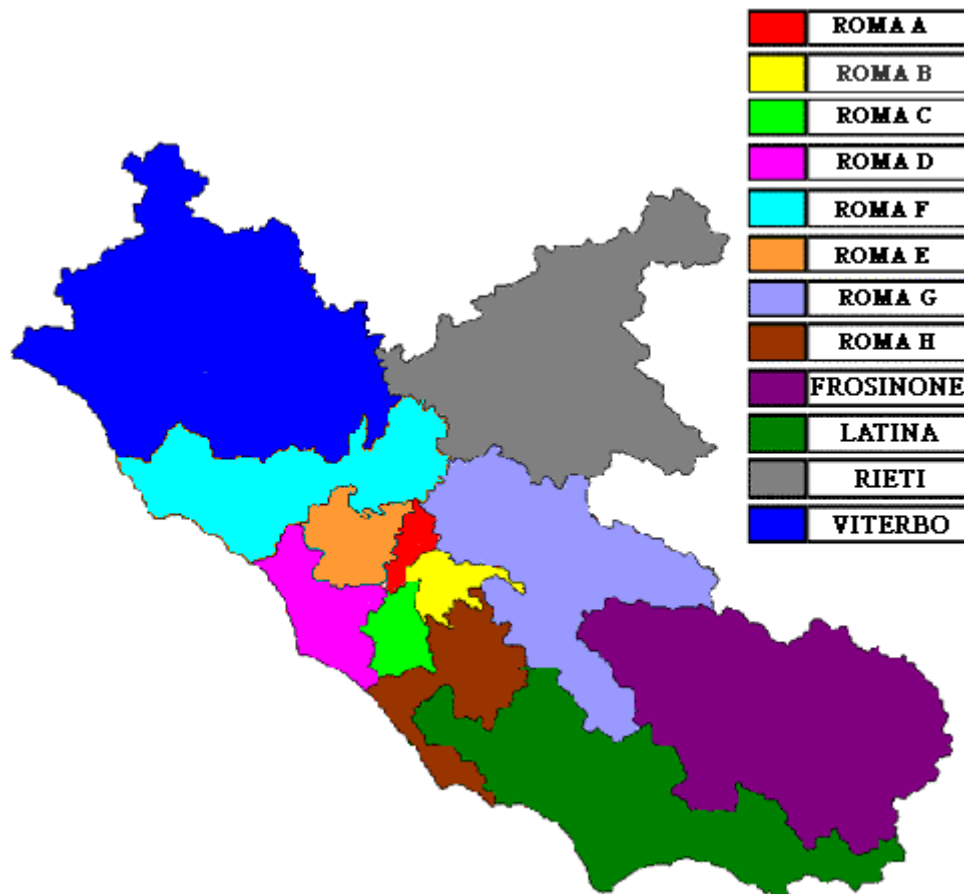 ROMA A
ROMA B
ROMA C
ROMA D
ROMA F
ROMA E
ROMA G
ROMA H
FROSINONE
LATINA
RIETI
VITERBO